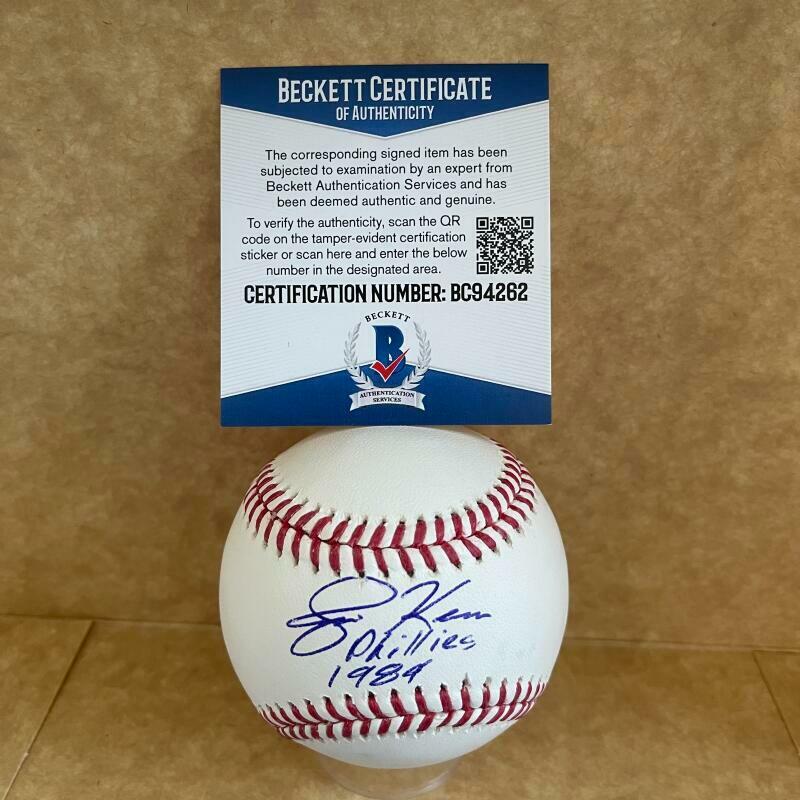 BECKETT CERTIFICATE
OF AUTHENTICITY
The corresponding signed item has been
subjected to examination by an expert from
Beckett Authentication Services and has
been deemed authentic and genuine.
To verify the authenticity, scan the QR
code on the tamper-evident certification
sticker or scan here and enter the below
number in the designated area.
CERTIFICATION NUMBER: BC94262
BECKETT
B
AUTHENTICATION
SERVICES
Jim Kern
Phillies
1984